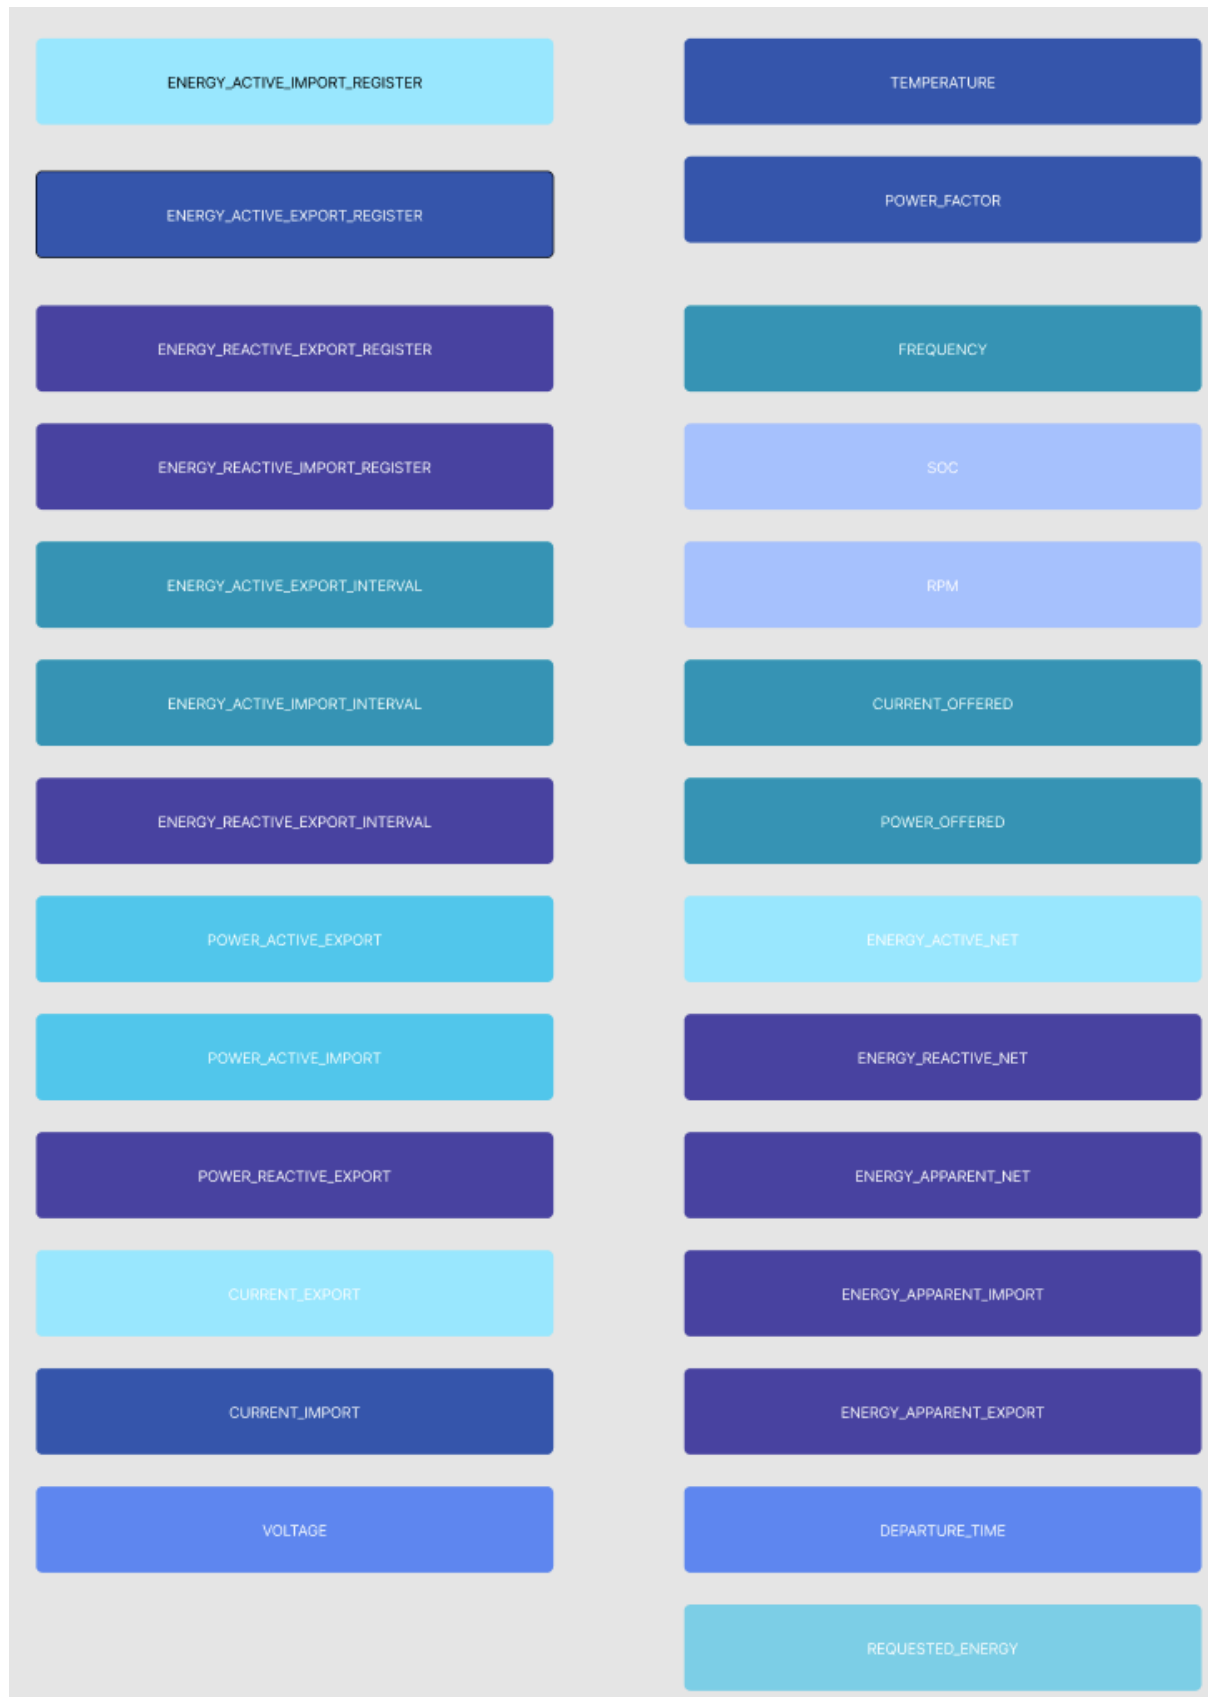 ENERGY_ACTIVE_IMPORT_REGISTER
ENERGY_ACTIVE_EXPORT_REGISTER
ENERGY_REACTIVE_EXPORT_REGISTER
ENERGY_REACTIVE_IMPORT_REGISTER
ENERGY_ACTIVE_EXPORT_INTERVAL
ENERGY_ACTIVE_IMPORT_INTERVAL
ENERGY_REACTIVE_EXPORT_INTERVAL
POWER_ACTIVE_EXPORT
POWER_ACTIVE_IMPORT
POWER_REACTIVE_EXPORT
CURRENT_EXPORT
CURRENT_IMPORT
VOLTAGE
TEMPERATURE
POWER_FACTOR
FREQUENCY
SOC
RPM
CURRENT_OFFERED
POWER_OFFERED
ENERGY_ACTIVE_NET
ENERGY_REACTIVE_NET
ENERGY_APPARENT_NET
ENERGY_APPARENT_IMPORT
ENERGY_APPARENT_EXPORT
DEPARTURE_TIME
REQUESTED_ENERGY